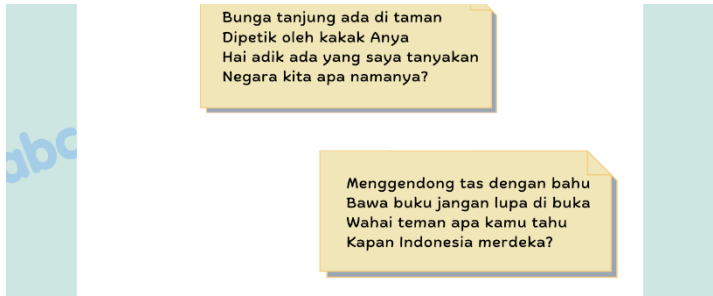 Bunga tanjung ada di taman
Dipetik oleh kakak Anya
Hai adik ada yang saya tanyakan
Negara kita apa namanya?
abc
Menggendong tas dengan bahu
Bawa buku jangan lupa di buka
Wahai teman apa kamu tahu
Kapan Indonesia merdeka?